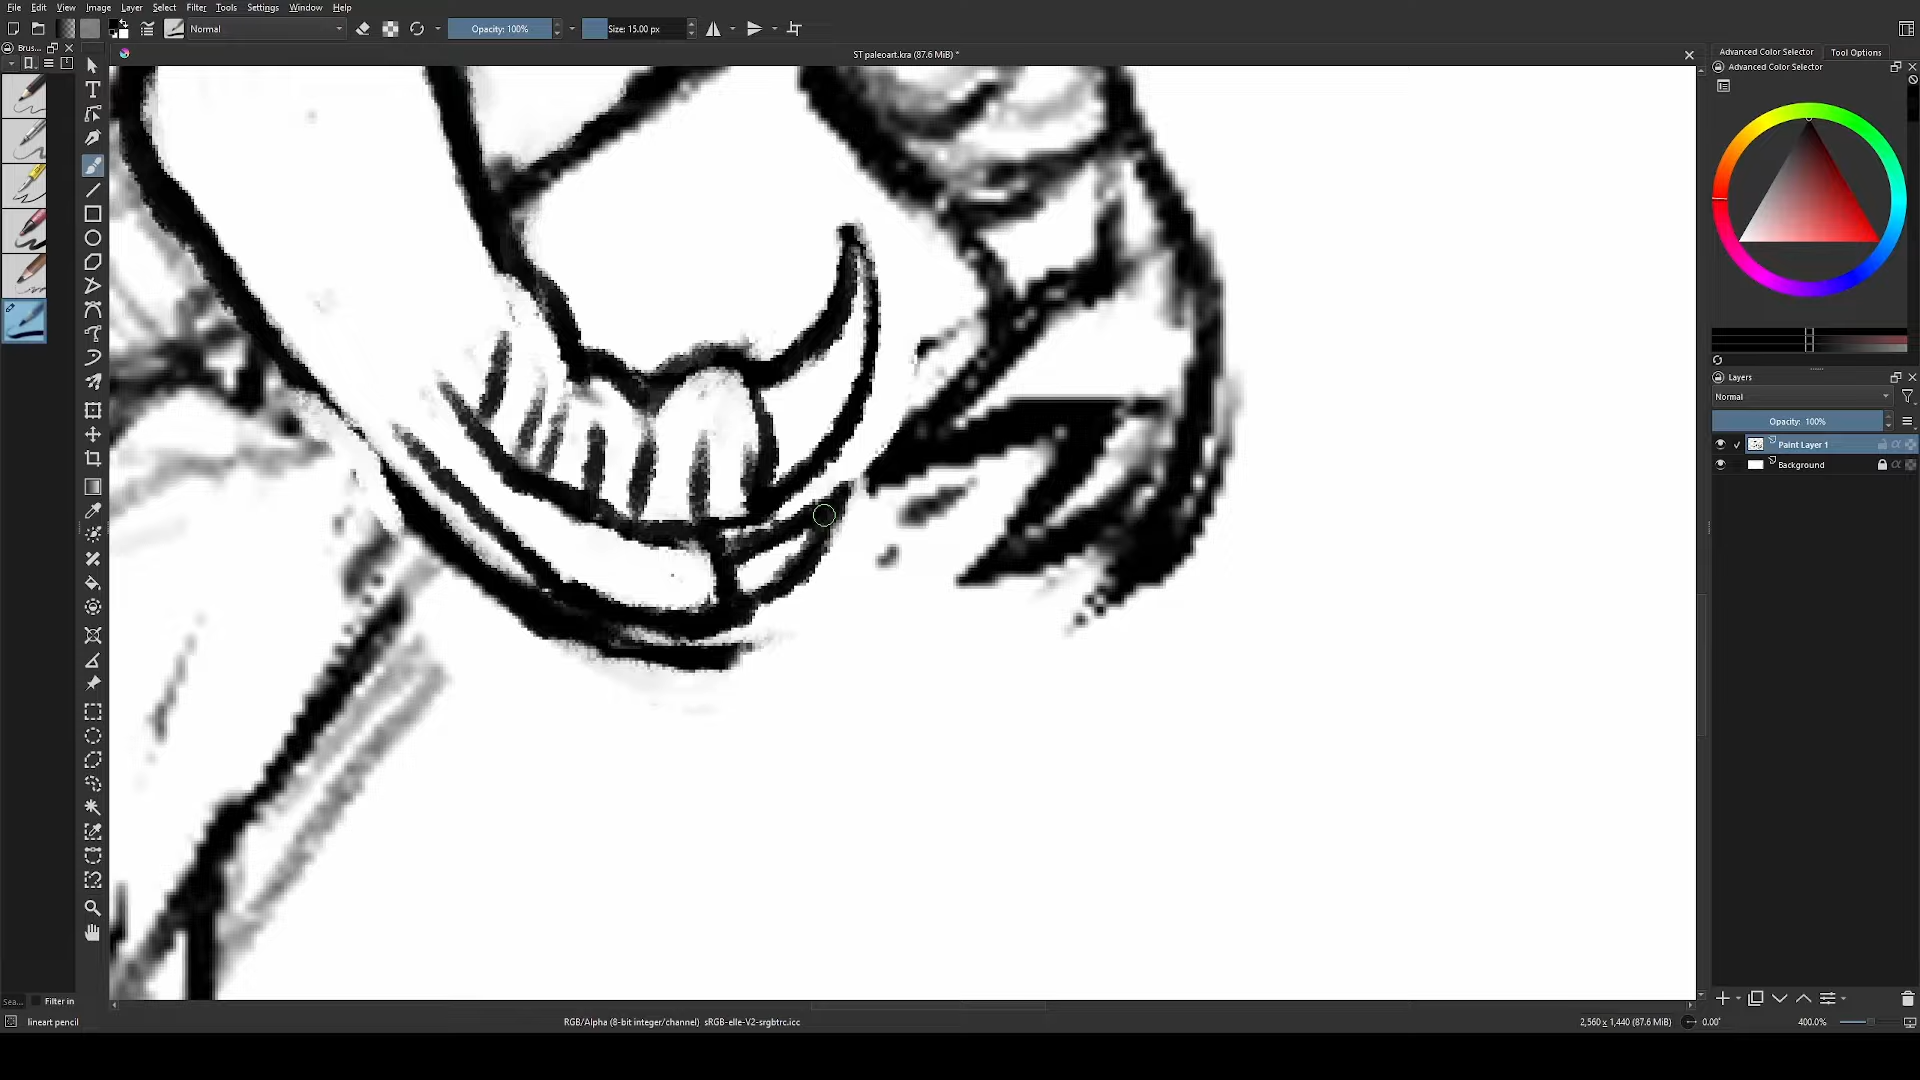 File Edit View Image Layer Select Filter Tools Settings Window Help
Normal Opacity: 100% Size: 15.00 px
Brus...
ST paleoart.kra (87.6 MiB) *
Advanced Color Selector Tool Options
Advanced Color Selector
Layers
Normal
Opacity: 100%
Paint Layer 1
Background
Sea... Filter in
lineart pencil
RGB/Alpha (8-bit integer/channel) sRGB-elle-V2-srgbtrc.icc
2,560 x 1,440 (87.6 MiB) 0.00° 400.0%